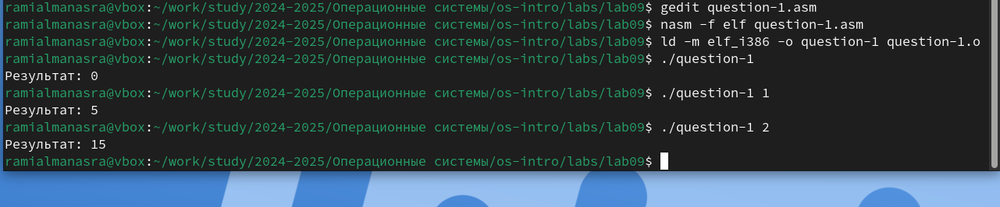 ramialmanasra@vbox:~/work/study/2024-2025/Операционные системы/os-intro/labs/lab09$ gedit question-1.asm
ramialmanasra@vbox:~/work/study/2024-2025/Операционные системы/os-intro/labs/lab09$ nasm -f elf question-1.asm
ramialmanasra@vbox:~/work/study/2024-2025/Операционные системы/os-intro/labs/lab09$ ld -m elf_i386 -o question-1 question-1.o
ramialmanasra@vbox:~/work/study/2024-2025/Операционные системы/os-intro/labs/lab09$ ./question-1
Результат: 0
ramialmanasra@vbox:~/work/study/2024-2025/Операционные системы/os-intro/labs/lab09$ ./question-1 1
Результат: 5
ramialmanasra@vbox:~/work/study/2024-2025/Операционные системы/os-intro/labs/lab09$ ./question-1 2
Результат: 15
ramialmanasra@vbox:~/work/study/2024-2025/Операционные системы/os-intro/labs/lab09$